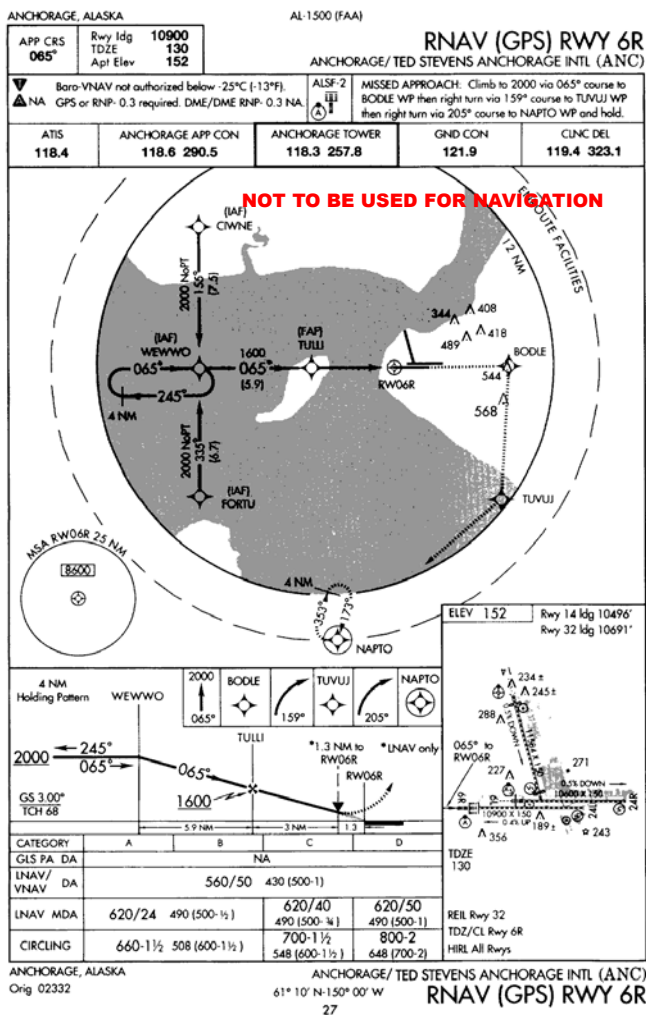 ANCHORAGE, ALASKA
AL-1500 (FAA)
APP CRS
065°
Rwy ldg 10900
TDZE 130
Apt Elev 152
RNAV (GPS) RWY 6R
ANCHORAGE/ TED STEVENS ANCHORAGE INTL (ANC)
T
A NA
Baro-VNAV not authorized below -25°C (-13°F).
GPS or RNP- 0.3 required. DME/DME RNP- 0.3 NA.
ALSF-2
A
MISSED APPROACH: Climb to 2000 via 065° course to
BODLE WP then right turn via 159° course to TUVUJ WP
then right turn via 205° course to NAPTO WP and hold.
ATIS
118.4
ANCHORAGE APP CON
118.6 290.5
ANCHORAGE TOWER
118.3 257.8
GND CON
121.9
CLNC DEL
119.4 323.1
NOT TO BE USED FOR NAVIGATION
ENROUTE FACILITIES
12 NM
(IAF)
CIWNE
2000 NoPT
156°
(7.5)
(IAF)
WEWWO
065°
245°
4 NM
1600
065°
(5.9)
(FAF)
TULLI
RW06R
344
408
418
489
BODLE
544
568
2000 NoPT
335°
(6.7)
(IAF)
FORTU
TUVUJ
MSA RW06R 25 NM
8600
4 NM
353°
173°
NAPTO
ELEV 152
Rwy 14 ldg 10496'
Rwy 32 ldg 10691'
234 ±
245 ±
288
0.5% DOWN
065° to
RW06R
227
271
0.5% DOWN
10600 X 150
6R
6L
24L
24R
10900 X 150
0.4% UP
356
189 ±
243
TDZE
130
REIL Rwy 32
TDZ/CL Rwy 6R
HIRL All Rwys
4 NM
Holding Pattern
WEWWO
2000
065°
BODLE
159°
TUVUJ
205°
NAPTO
2000
245°
065°
065°
TULLI
1600
*1.3 NM to
RW06R
*LNAV only
RW06R
GS 3.00°
TCH 68
5.9 NM
3 NM
1.3
CATEGORY A B C D
GLS PA DA NA
LNAV/
VNAV DA 560/50 430 (500-1)
LNAV MDA 620/24 490 (500-½)
620/40
490 (500-¾)
620/50
490 (500-1)
CIRCLING 660-1½ 508 (600-1½)
700-1½
548 (600-1½)
800-2
648 (700-2)
ANCHORAGE, ALASKA
Orig 02332
61° 10' N-150° 00' W
ANCHORAGE/ TED STEVENS ANCHORAGE INTL (ANC)
RNAV (GPS) RWY 6R
27